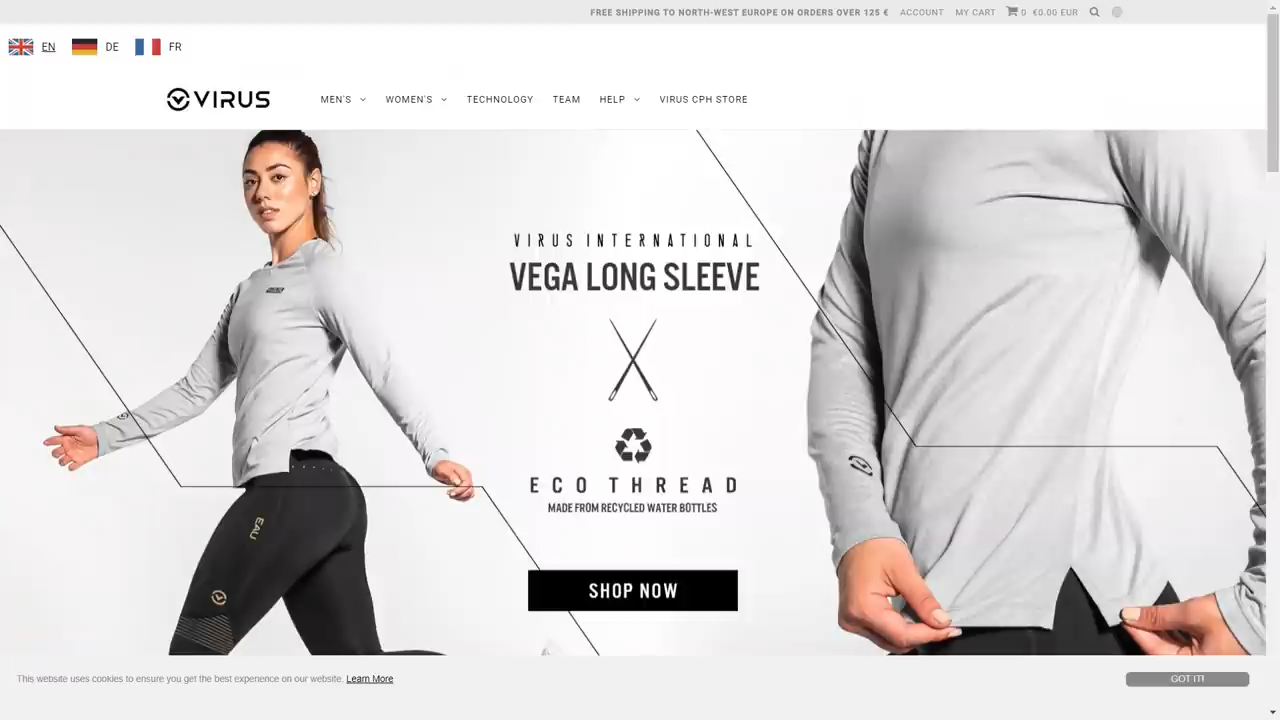 FREE SHIPPING TO NORTH-WEST EUROPE ON ORDERS OVER 125 € ACCOUNT MY CART 0 €0.00 EUR
EN DE FR
VIRUS MEN'S WOMEN'S TECHNOLOGY TEAM HELP VIRUS CPH STORE
VIRUS INTERNATIONAL
VEGA LONG SLEEVE
ECO THREAD
MADE FROM RECYCLED WATER BOTTLES
EAU
SHOP NOW
This website uses cookies to ensure you get the best experience on our website. Learn More GOT IT!